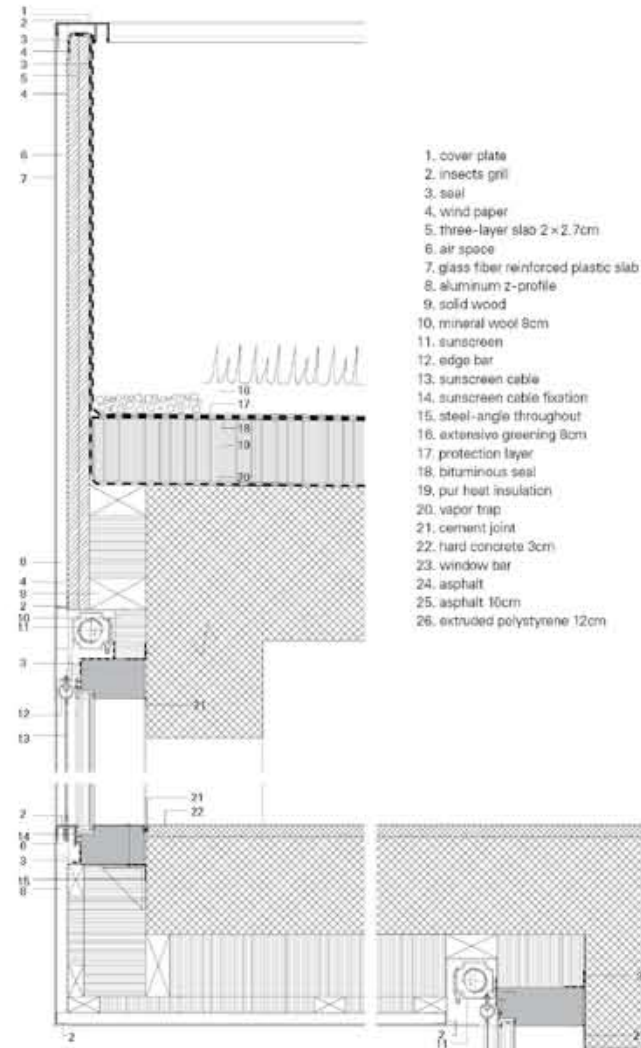 1
2
3
4
3
5
4
6
7
1. cover plate
2. insects grill
3. seal
4. wind paper
5. three-layer slab 2×2.7cm
6. air space
7. glass fiber reinforced plastic slab
8. aluminum z-profile
9. solid wood
10. mineral wool 8cm
11. sunscreen
12. edge bar
13. sunscreen cable
14. sunscreen cable fixation
15. steel-angle throughout
16. extensive greening 8cm
17. protection layer
18. bituminous seal
19. pur heat insulation
20. vapor trap
21. cement joint
22. hard concrete 3cm
23. window bar
24. asphalt
25. asphalt 10cm
26. extruded polystyrene 12cm
16
17
18
19
20
4
9
2
10
11
3
12
13
21
21
22
2
14
3
15
2
2
11